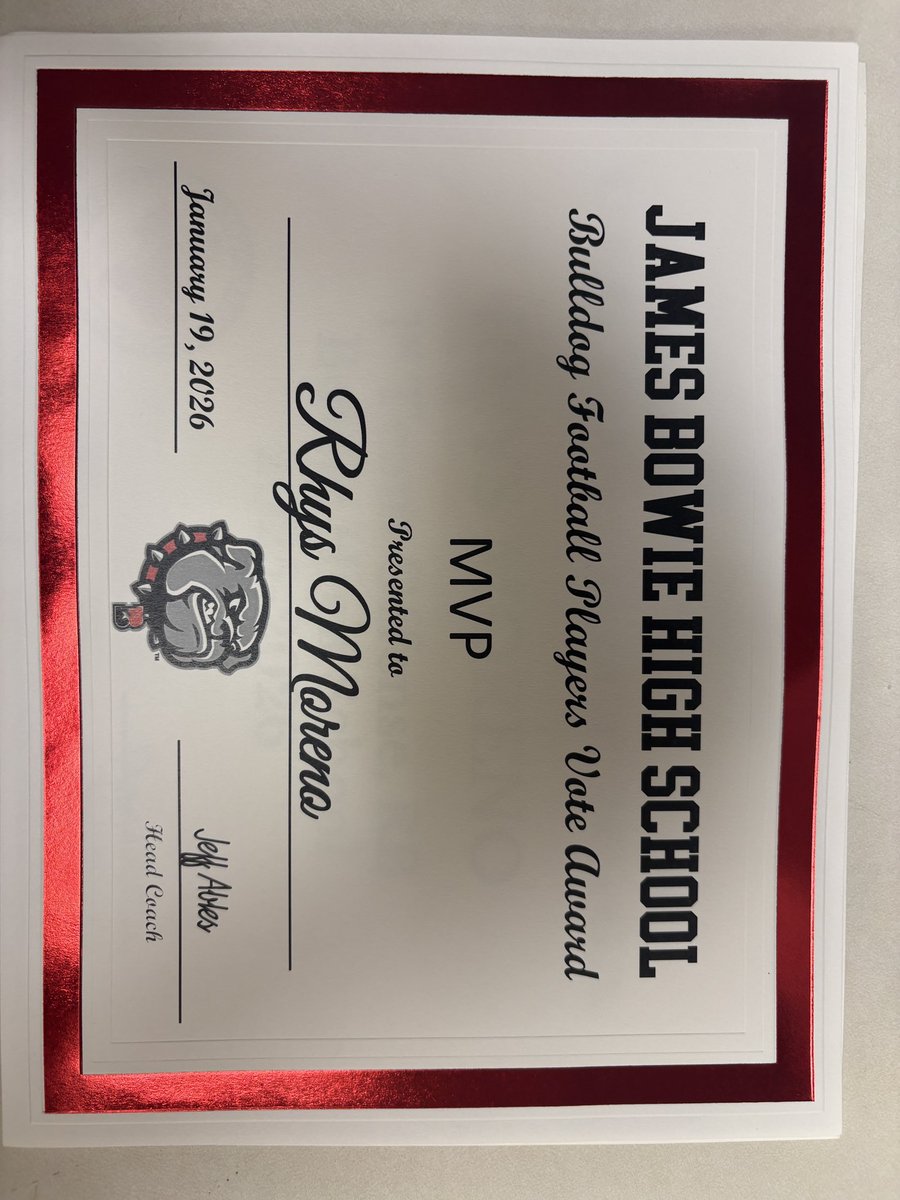 JAMES BOWIE HIGH SCHOOL
Bulldog Football Players Vote Award
MVP
Presented to
Rhys Moreno
January 19, 2026
Jeff Ables
Head Coach
B
TM